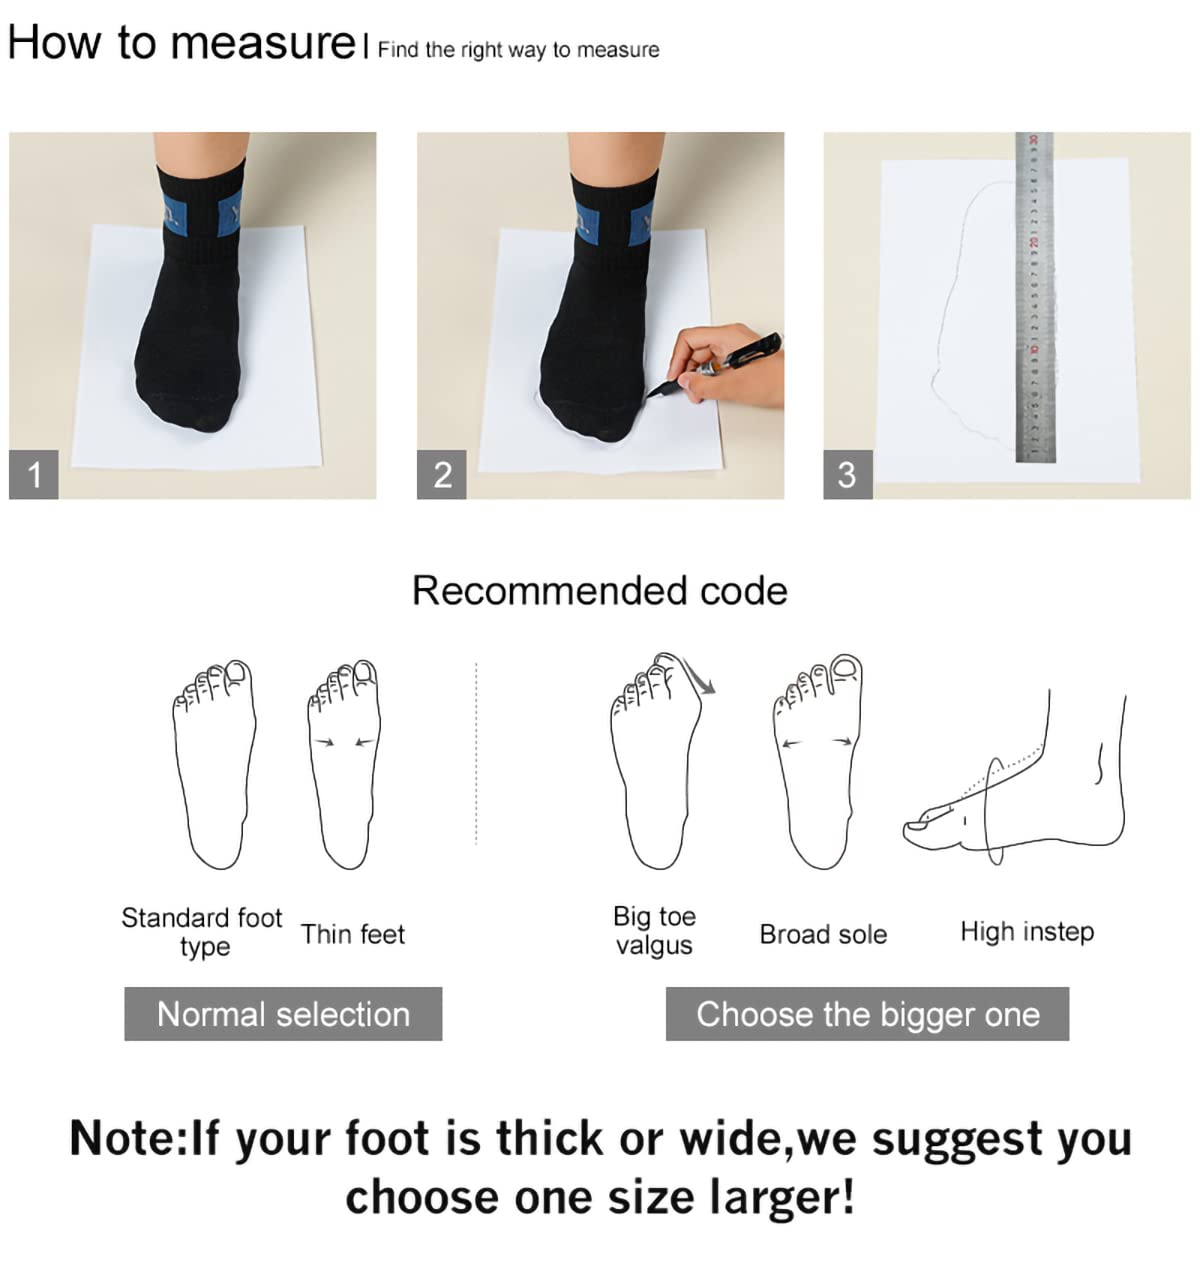 How to measure| Find the right way to measure
1
2
3
Recommended code
Standard foot
type
Thin feet
Big toe
valgus
Broad sole
High instep
Normal selection
Choose the bigger one
Note:If your foot is thick or wide,we suggest you
choose one size larger!